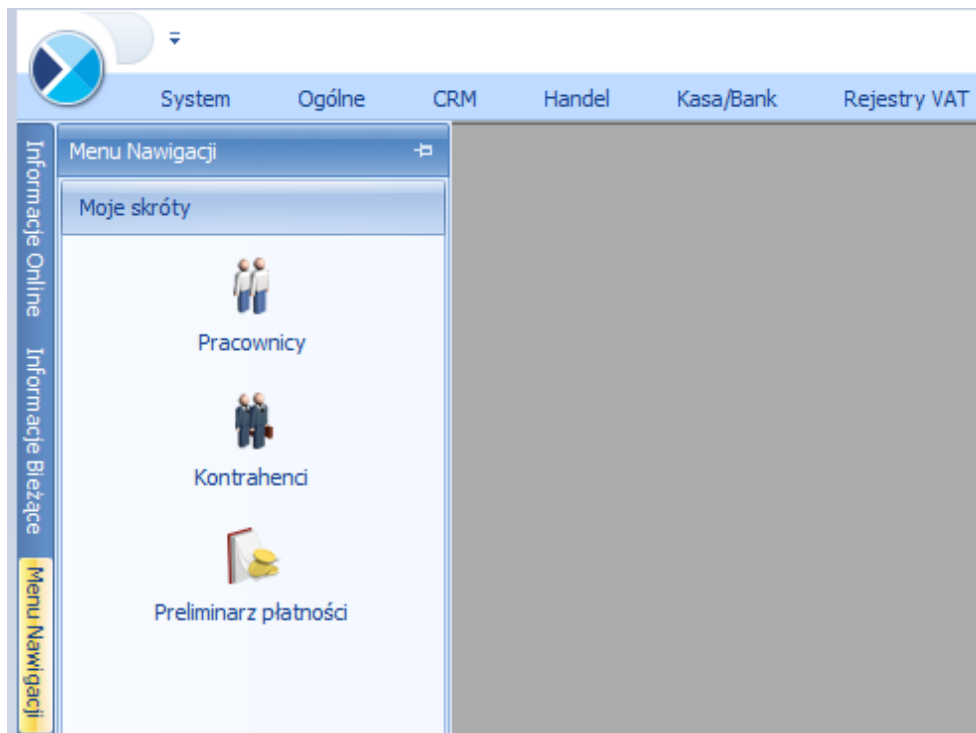 System Ogólne CRM Handel Kasa/Bank Rejestry VAT
Informacje Online
Informacje Bieżące
Menu Nawigacji
Menu Nawigacji
Moje skróty
Pracownicy
Kontrahenci
Preliminarz płatności